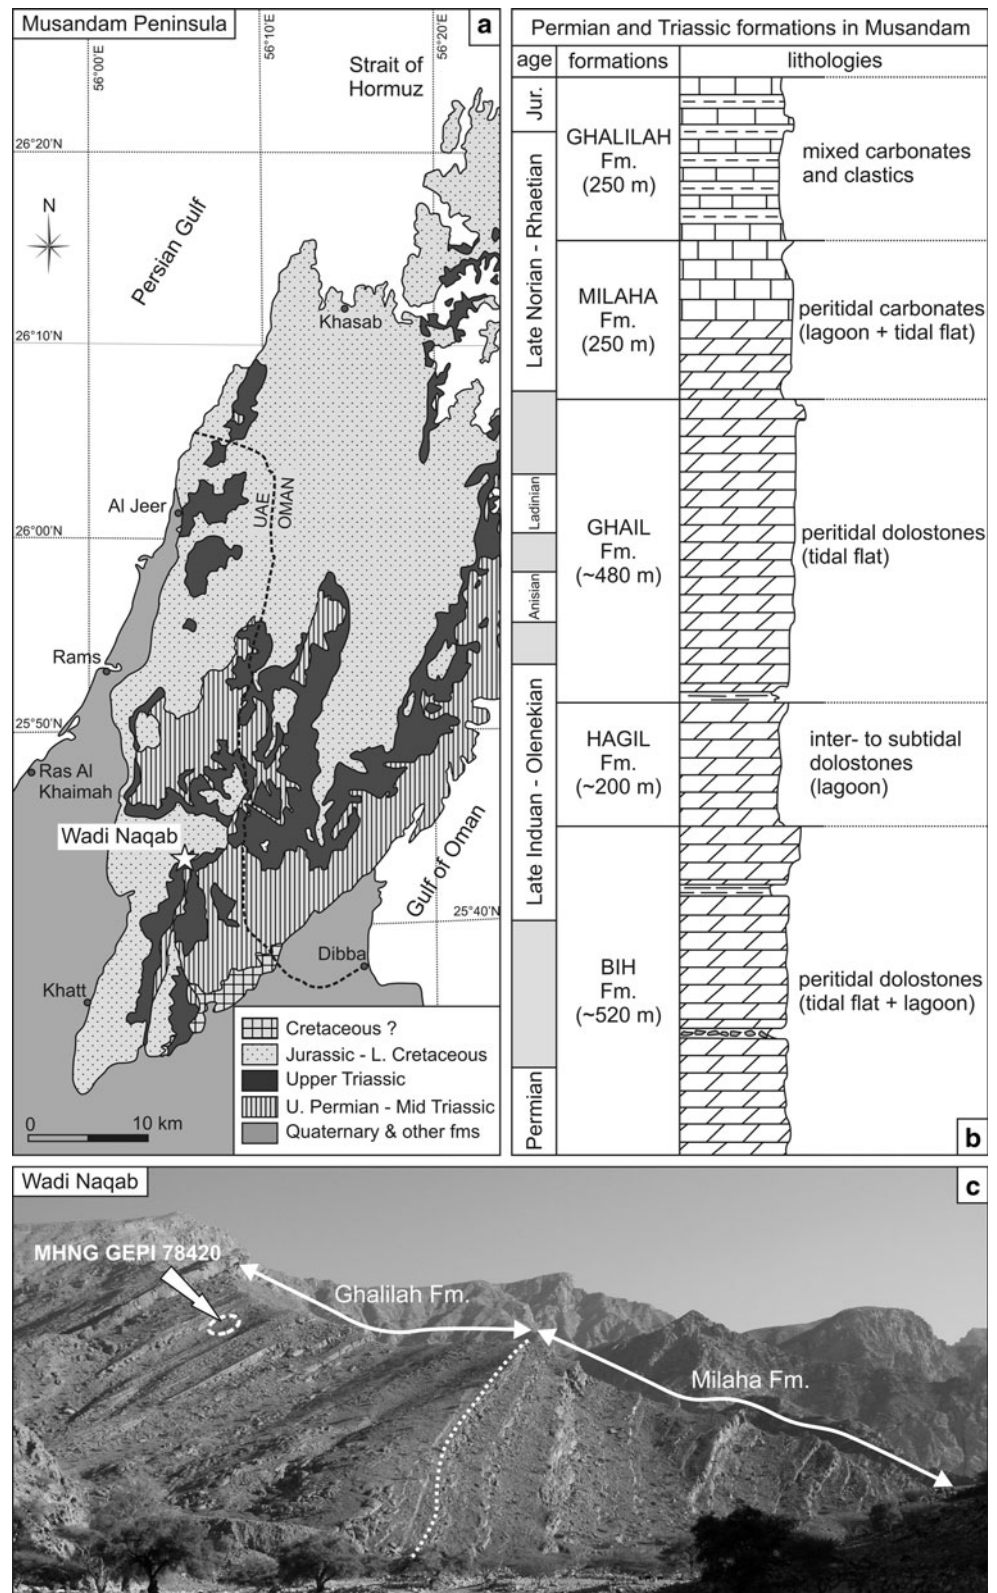 Musandam Peninsula
a
56°00'E
56°10'E
56°20'E
Strait of
Hormuz
26°20'N
N
Persian Gulf
Khasab
26°10'N
Al Jeer
UAE
OMAN
26°00'N
Rams
25°50'N
Ras Al
Khaimah
Wadi Naqab
Gulf of Oman
25°40'N
Dibba
Khatt
Cretaceous ?
Jurassic - L. Cretaceous
Upper Triassic
U. Permian - Mid Triassic
Quaternary & other fms
0 10 km
Permian and Triassic formations in Musandam
age formations lithologies
Jur.
GHALILAH
Fm.
(250 m)
mixed carbonates
and clastics
Late Norian - Rhaetian
MILAHA
Fm.
(250 m)
peritidal carbonates
(lagoon + tidal flat)
Ladinian
Anisian
GHAIL
Fm.
(~480 m)
peritidal dolostones
(tidal flat)
Late Induan - Olenekian
HAGIL
Fm.
(~200 m)
inter- to subtidal
dolostones
(lagoon)
BIH
Fm.
(~520 m)
peritidal dolostones
(tidal flat + lagoon)
Permian
b
Wadi Naqab
c
MHNG GEPI 78420
Ghalilah Fm.
Milaha Fm.